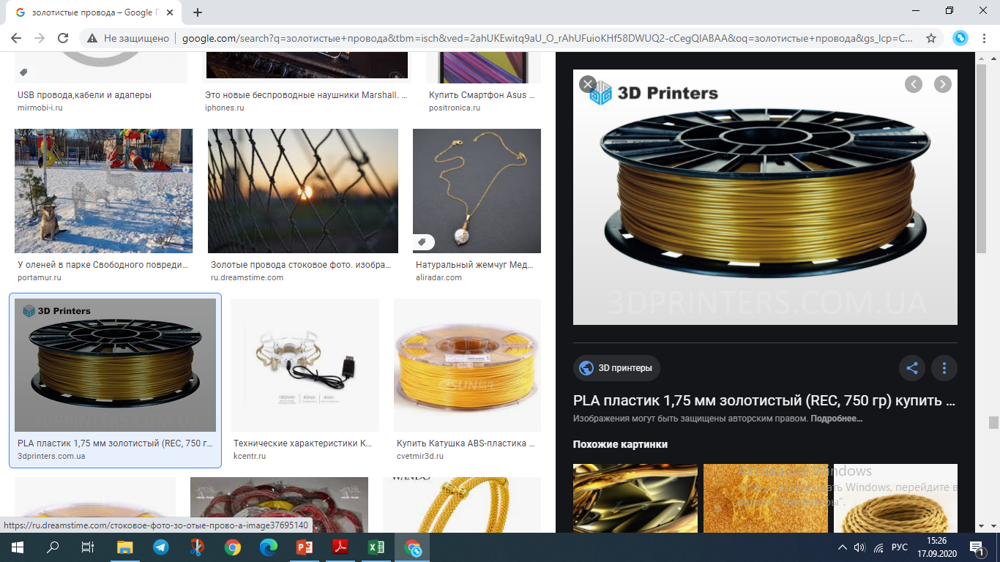 золотистые провода – Google П
Не защищено
google.com/search?q=золотистые+провода&tbm=isch&ved=2ahUKEwitq9aU_O_rAhUFuioKHf58DWUQ2-cCegQIABAA&oq=золотистые+провода&gs_lcp=C...
USB провода,кабели и адаперы
mirmobi-i.ru
Это новые беспроводные наушники Marshall. ...
iphones.ru
Купить Смартфон Asus ...
positronica.ru
У оленей в парке Свободного повреди...
portamur.ru
Золотые провода стоковое фото. изобра...
ru.dreamstime.com
Натуральный жемчуг Мед...
aliradar.com
3D Printers
PLA пластик 1,75 мм золотистый (REC, 750 г...
3dprinters.com.ua
180mAh 40min 4min
Технические характеристики К...
kcentr.ru
eSUN
Купить Катушка ABS-пластика ...
cvetmir3d.ru
WANDO
3D Printers
3DPRINTERS.COM.UA
3D принтеры
PLA пластик 1,75 мм золотистый (REC, 750 гр) купить ...
Изображения могут быть защищены авторским правом. Подробнее...
Похожие картинки
Активация Windows
Чтобы активировать Windows, перейдите в
раздел "Параметры".
https://ru.dreamstime.com/стоковое-фото-зо-отые-прово-а-image37695140
РУС
15:26
17.09.2020
1